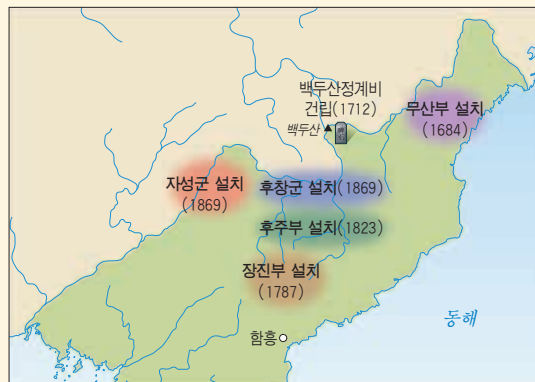 백두산정계비
건립(1712)
백두산
무산부 설치
(1684)
자성군 설치
(1869)
후창군 설치(1869)
후주부 설치(1823)
장진부 설치
(1787)
함흥
동해